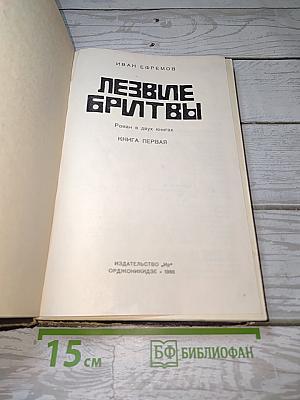 ИВАН ЕФРЕМОВ
ЛЕЗВИЕ
БРИТВЫ
Роман в двух книгах
КНИГА ПЕРВАЯ
ИЗДАТЕЛЬСТВО „Ир"
ОРДЖОНИКИДЗЕ • 1986
15 см
БФ БИБЛИОФАН